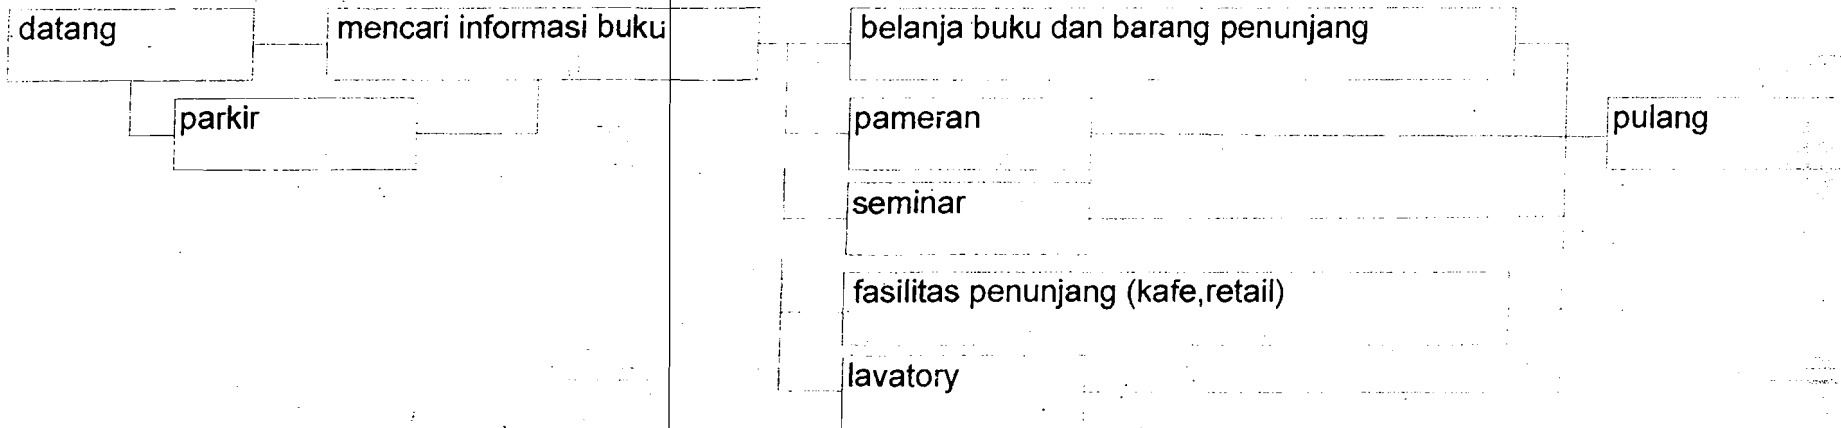 datang
mencari informasi buku
belanja buku dan barang penunjang
parkir
pameran
pulang
seminar
fasilitas penunjang (kafe,retail)
lavatory